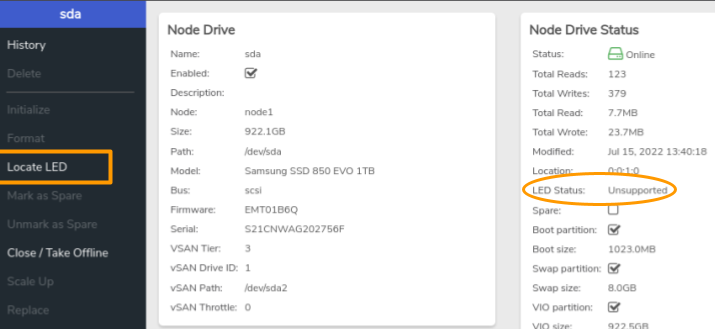 sda
History
Delete
Initialize
Format
Locate LED
Mark as Spare
Unmark as Spare
Close / Take Offline
Scale Up
Replace
Node Drive
Name: sda
Enabled:
Description:
Node: node1
Size: 922.1GB
Path: /dev/sda
Model: Samsung SSD 850 EVO 1TB
Bus: scsi
Firmware: EMT01B6Q
Serial: S21CNWAG202756F
VSAN Tier: 3
vSAN Drive ID: 1
vSAN Path: /dev/sda2
vSAN Throttle: 0
Node Drive Status
Status: Online
Total Reads: 123
Total Writes: 379
Total Read: 7.7MB
Total Wrote: 23.7MB
Modified: Jul 15, 2022 13:40:18
Location: 0:0:1:0
LED Status: Unsupported
Spare:
Boot partition:
Boot size: 1023.0MB
Swap partition:
Swap size: 8.0GB
VIO partition:
VIO size: 922.5GB